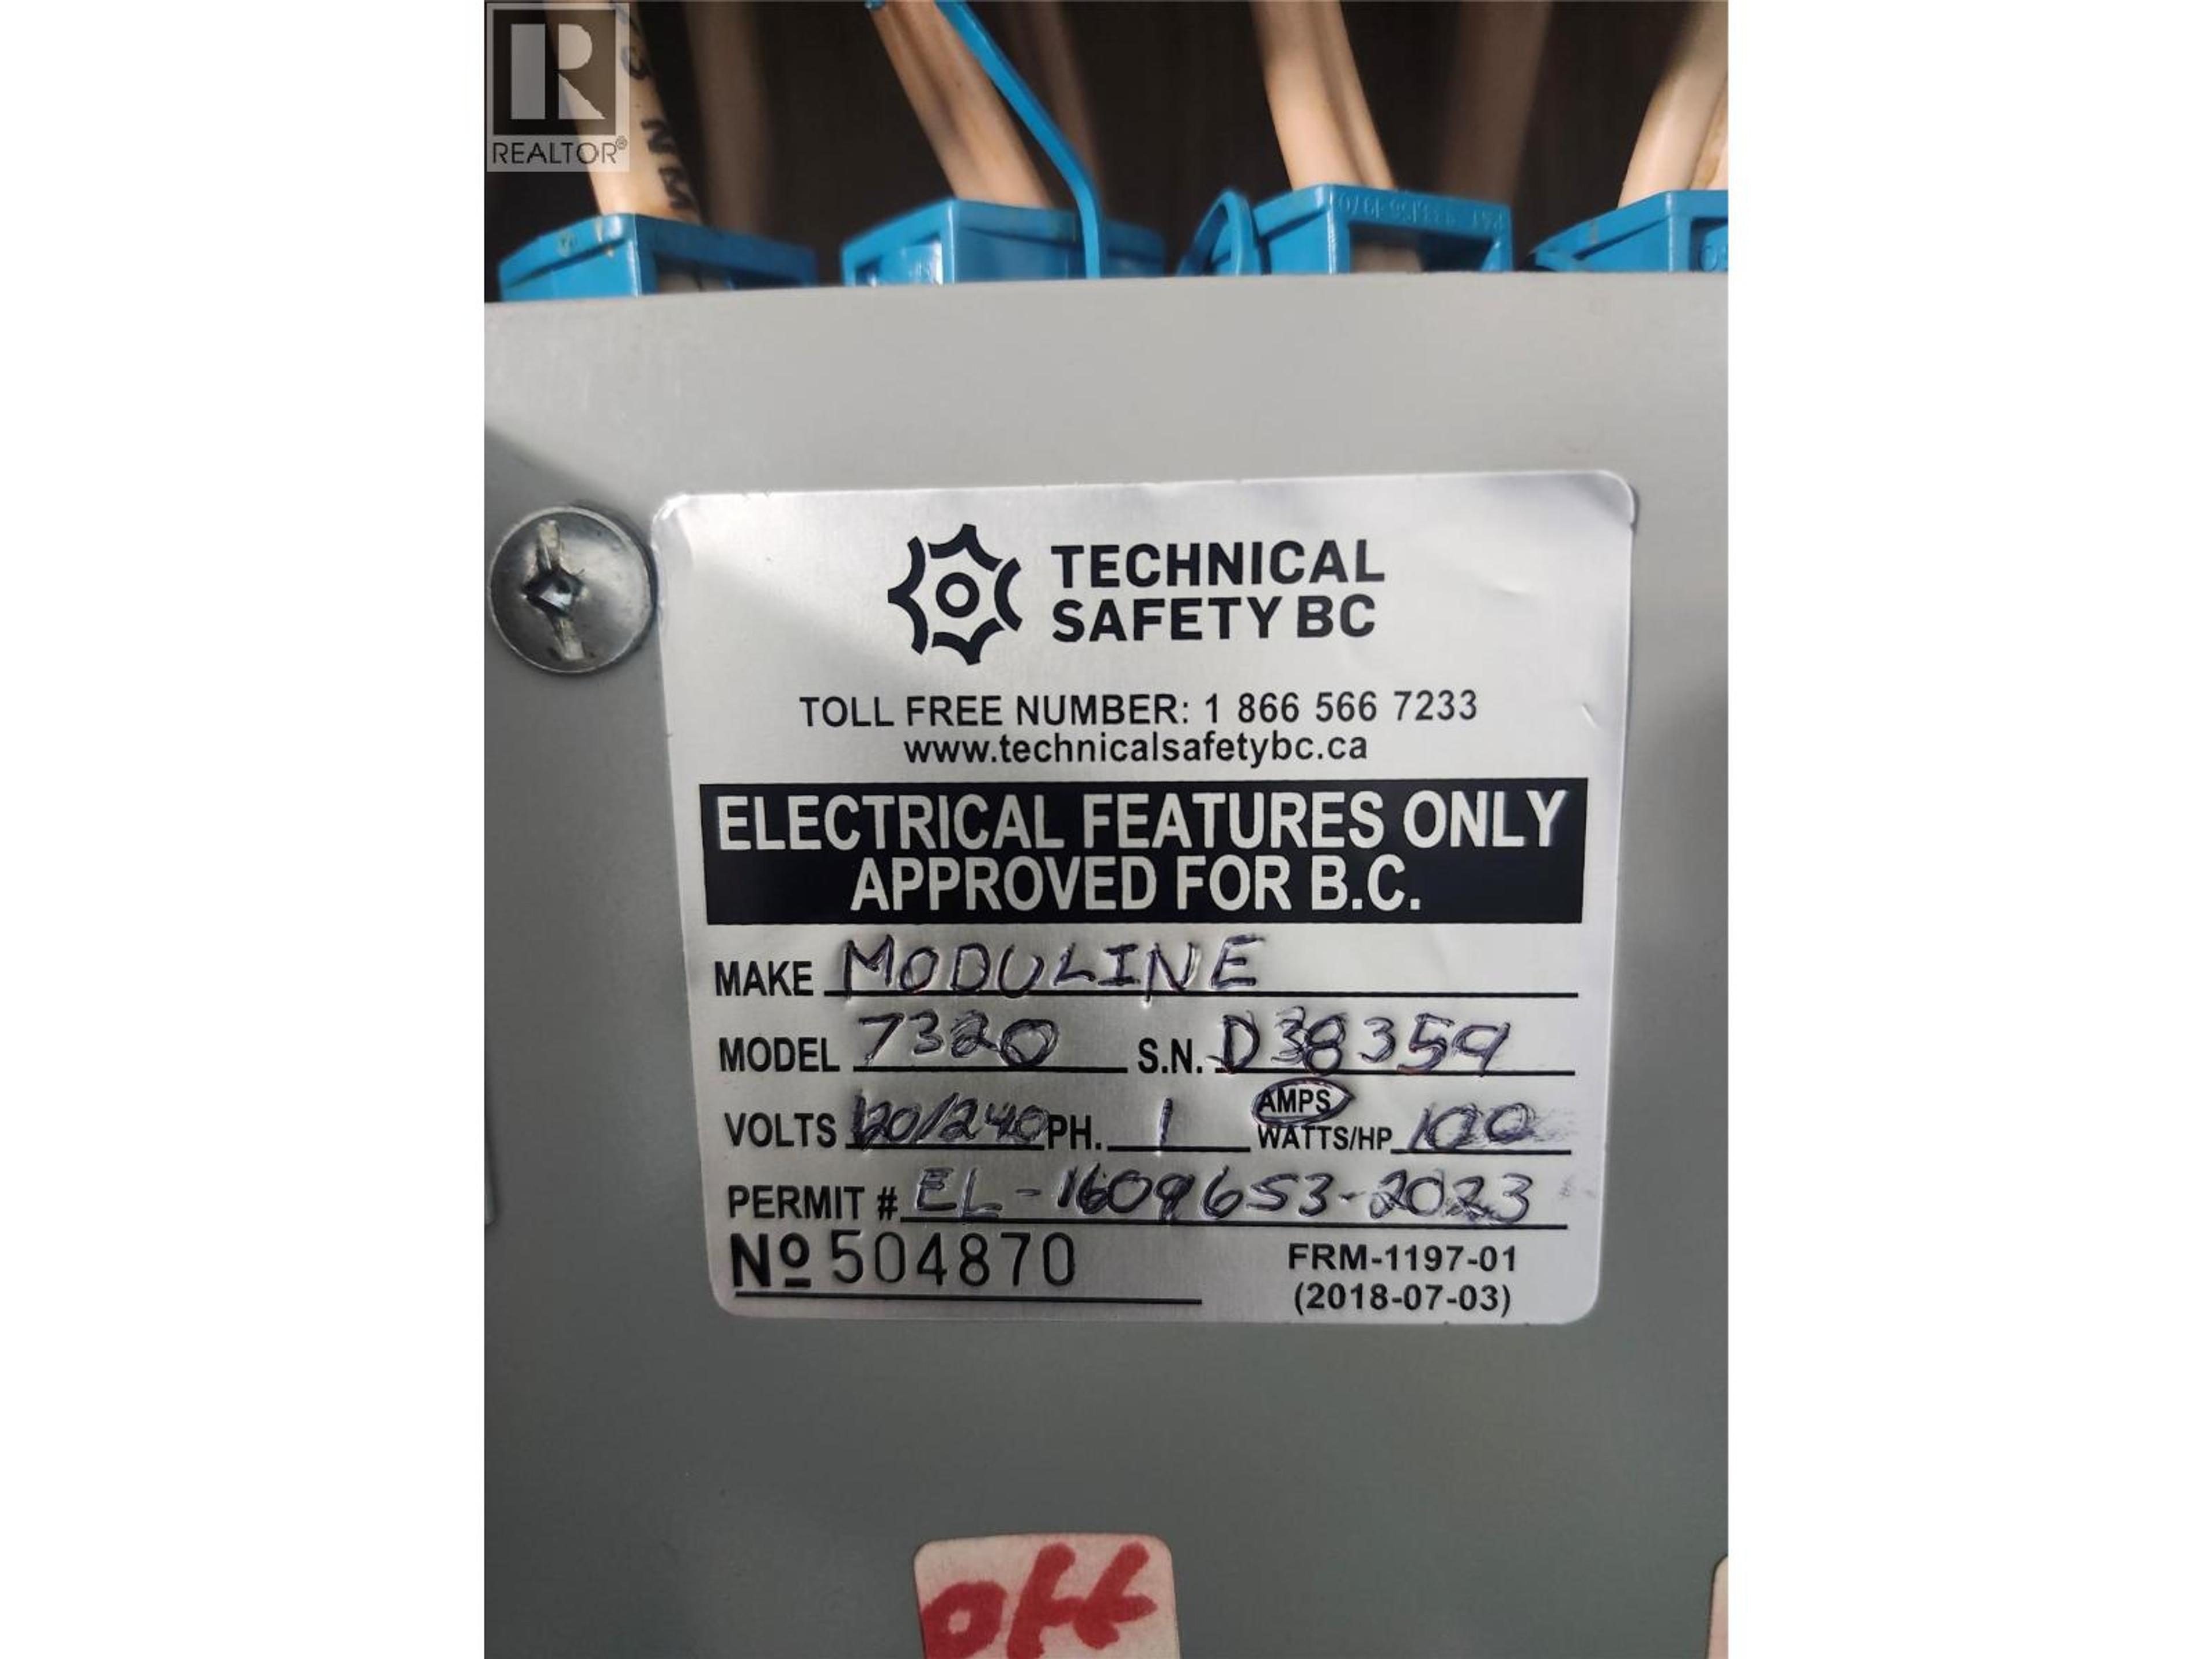 REALTOR®
NM
TECHNICAL
SAFETY BC
TOLL FREE NUMBER: 1 866 566 7233
www.technicalsafetybc.ca
ELECTRICAL FEATURES ONLY
APPROVED FOR B.C.
MAKE MODULINE
MODEL 7320 S.N. D38359
VOLTS 120/240 PH. 1 AMPS WATTS/HP 100
PERMIT # EL-1609653-2023
Nº 504870
FRM-1197-01
(2018-07-03)
Off